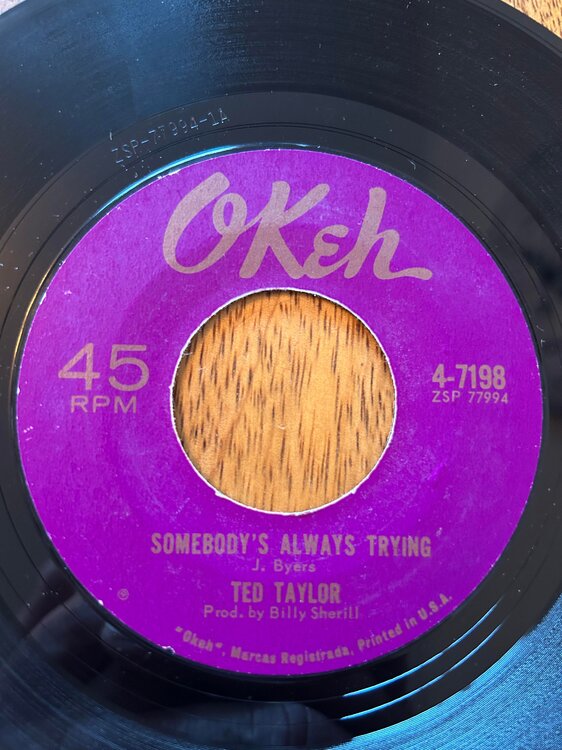 ZSP-77994-1A
OKeh
45
RPM
4-7198
ZSP 77994
SOMEBODY'S ALWAYS TRYING
J. Byers
TED TAYLOR
Prod. by Billy Sherill
"Okeh", Marcas Registrada, Printed in U.S.A.